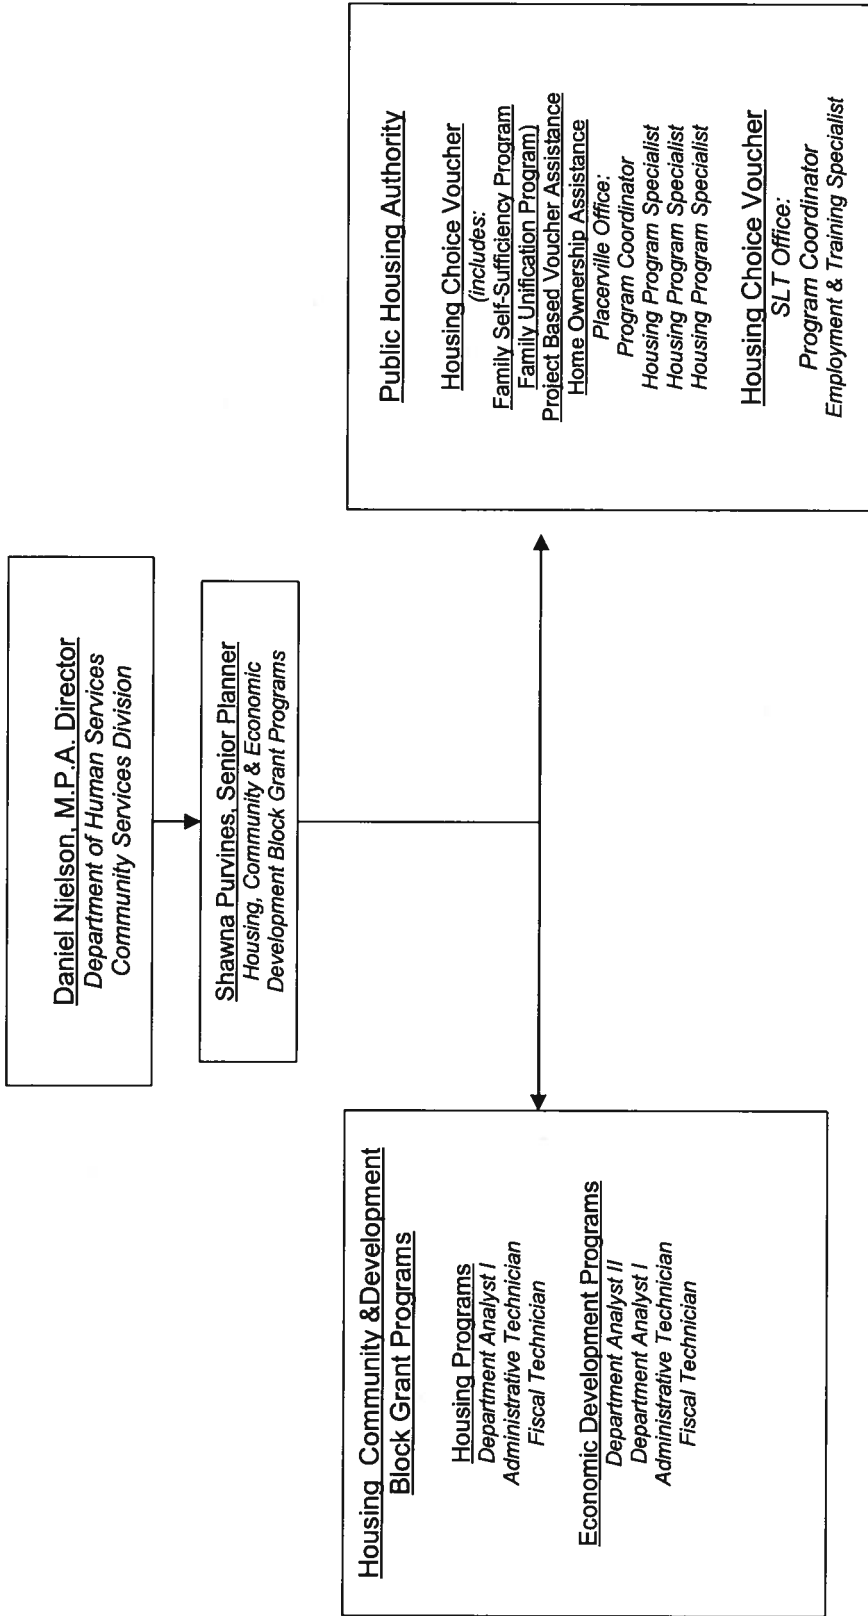 Daniel Nielson, M.P.A. Director
Department of Human Services
Community Services Division
Shawna Purvines, Senior Planner
Housing, Community & Economic
Development Block Grant Programs
Housing Community &Development
Block Grant Programs
Housing Programs
Department Analyst I
Administrative Technician
Fiscal Technician
Economic Development Programs
Department Analyst II
Department Analyst I
Administrative Technician
Fiscal Technician
Public Housing Authority
Housing Choice Voucher
(includes:
Family Self-Sufficiency Program
Family Unification Program)
Project Based Voucher Assistance
Home Ownership Assistance
Placerville Office:
Program Coordinator
Housing Program Specialist
Housing Program Specialist
Housing Program Specialist
Housing Choice Voucher
SLT Office:
Program Coordinator
Employment & Training Specialist